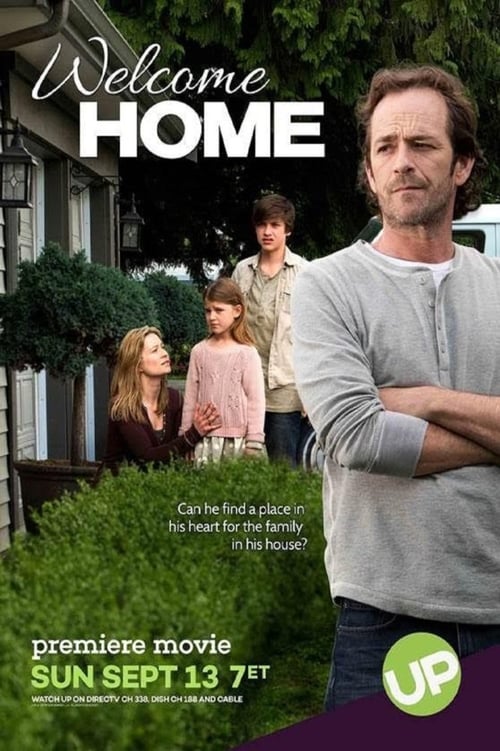 Welcome
HOME
Can he find a place in
his heart for the family
in his house?
premiere movie
SUN SEPT 13 7ET
WATCH UP ON DIRECTV CH 338, DISH CH 188 AND CABLE
UP